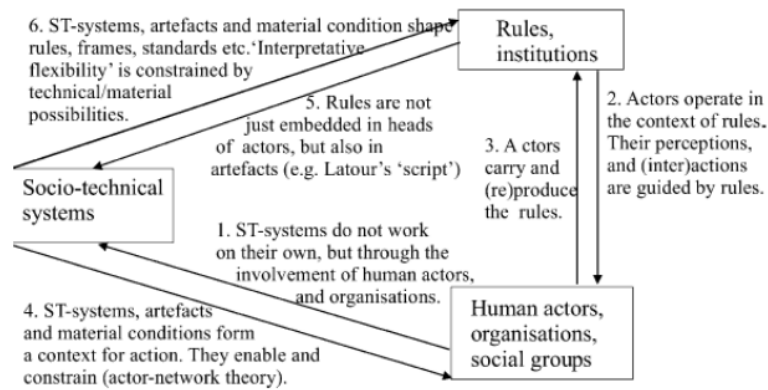 6. ST-systems, artefacts and material condition shape
rules, frames, standards etc.‘Interpretative
flexibility’ is constrained by
technical/material
possibilities.
Rules,
institutions
5. Rules are not
just embedded in heads
of actors, but also in
artefacts (e.g. Latour’s ‘script’)
2. Actors operate in
the context of rules.
Their perceptions,
and (inter)actions
are guided by rules.
3. A ctors
carry and
(re)produce
the rules.
Socio-technical
systems
1. ST-systems do not work
on their own, but through the
involvement of human actors,
and organisations.
4. ST-systems, artefacts
and material conditions form
a context for action. They enable and
constrain (actor-network theory).
Human actors,
organisations,
social groups